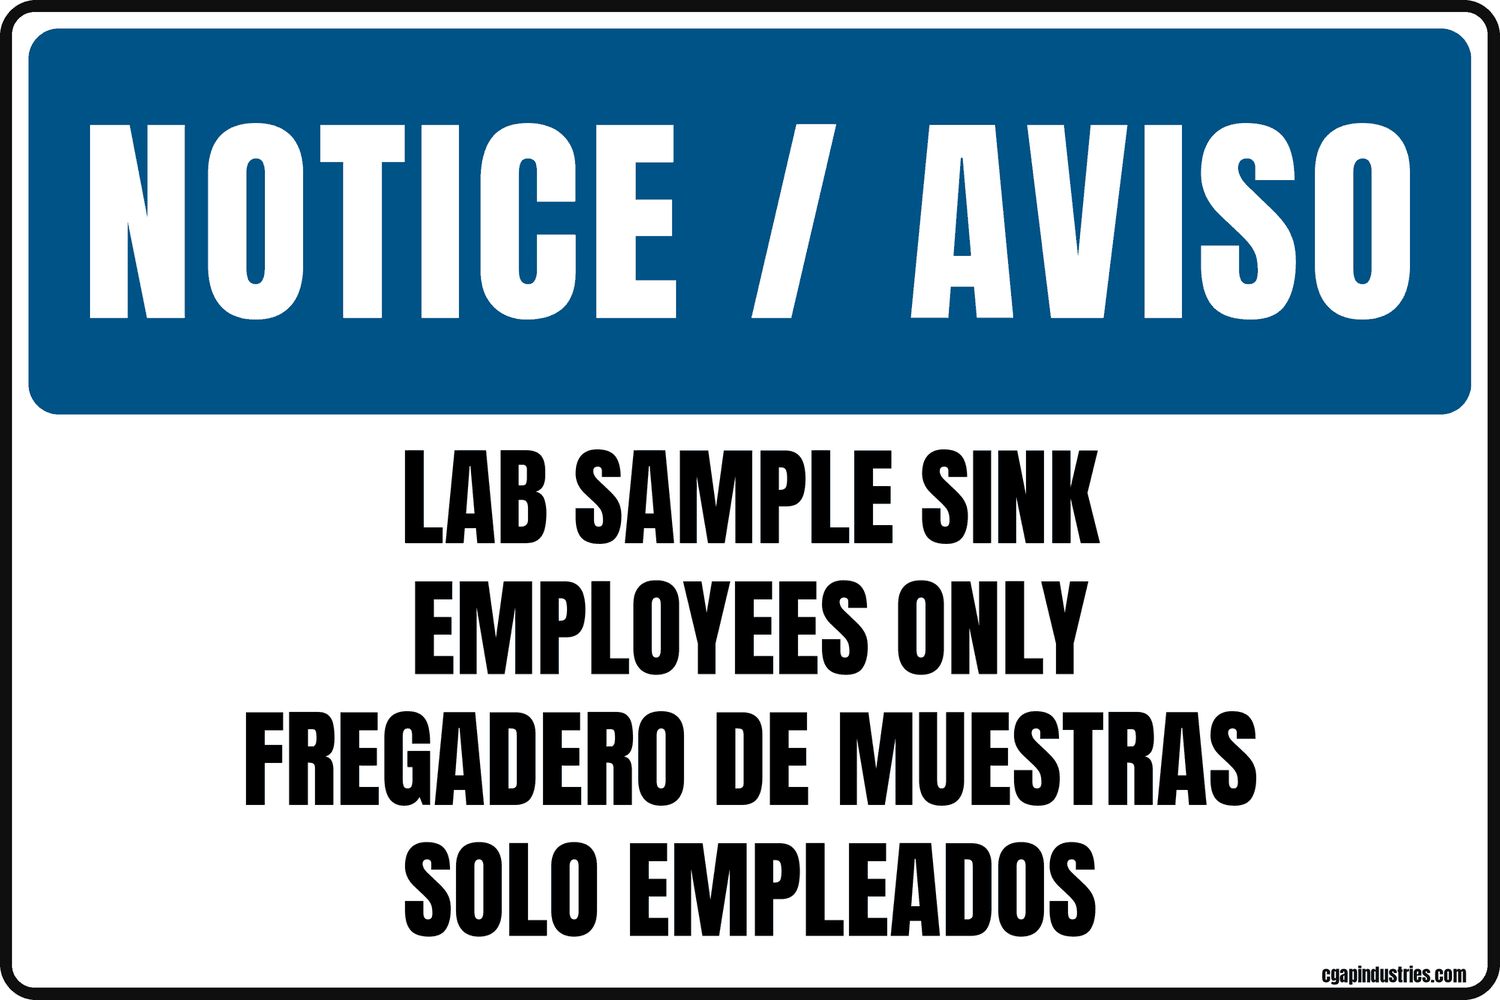 NOTICE / AVISO
LAB SAMPLE SINK
EMPLOYEES ONLY
FREGADERO DE MUESTRAS
SOLO EMPLEADOS
cgapindustries.com